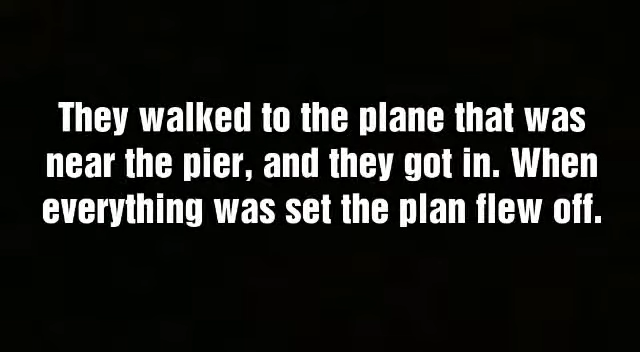 They walked to the plane that was
near the pier, and they got in. When
everything was set the plan flew off.